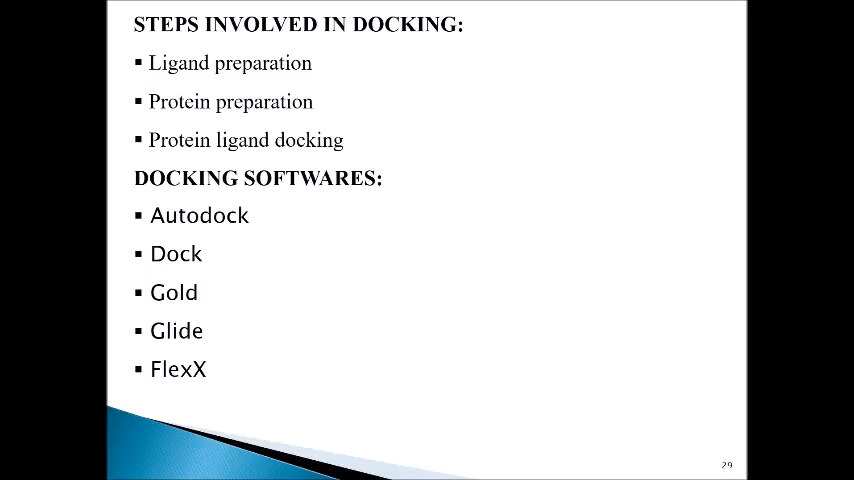 STEPS INVOLVED IN DOCKING:
▪ Ligand preparation
▪ Protein preparation
▪ Protein ligand docking
DOCKING SOFTWARES:
▪ Autodock
▪ Dock
▪ Gold
▪ Glide
▪ FlexX
29